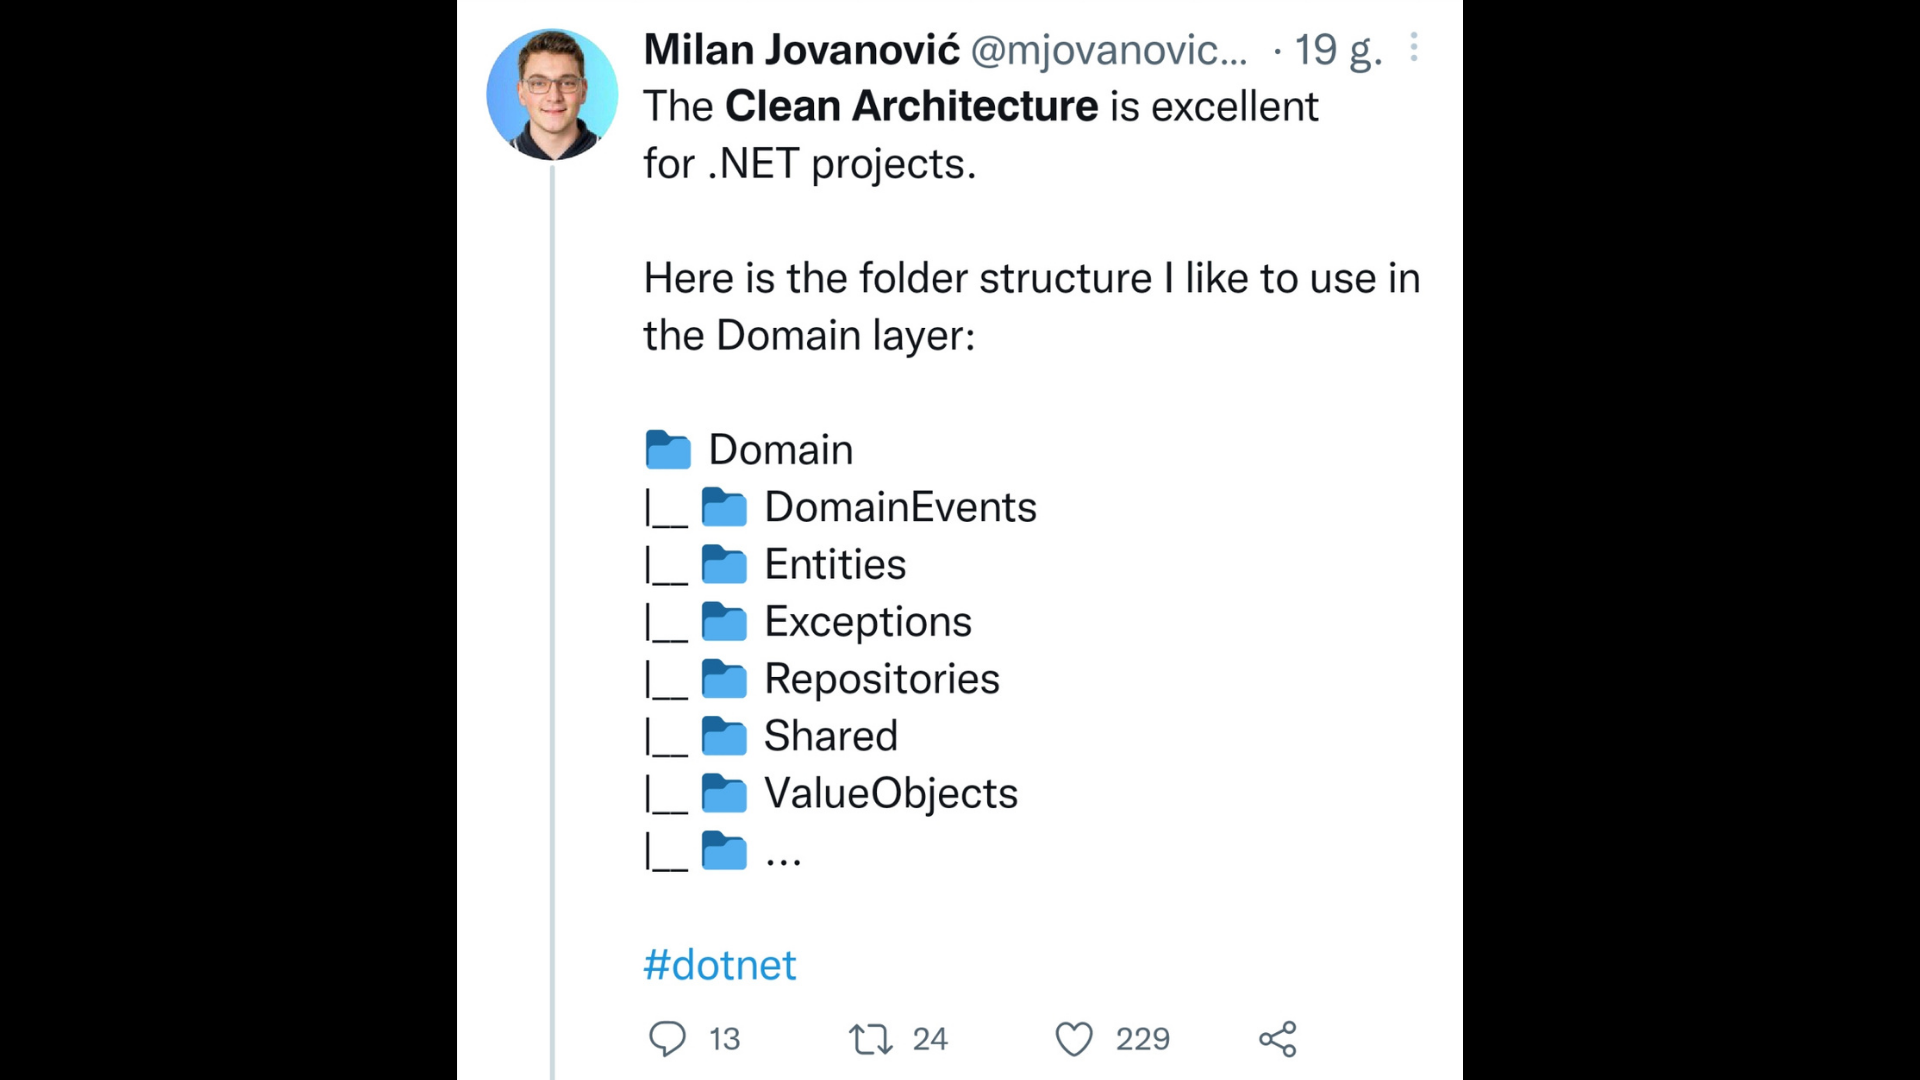 Milan Jovanović @mjovanovic... · 19 g.
The Clean Architecture is excellent
for .NET projects.
Here is the folder structure I like to use in
the Domain layer:
Domain
|__ DomainEvents
|__ Entities
|__ Exceptions
|__ Repositories
|__ Shared
|__ ValueObjects
|__ ...
#dotnet
13 24 229